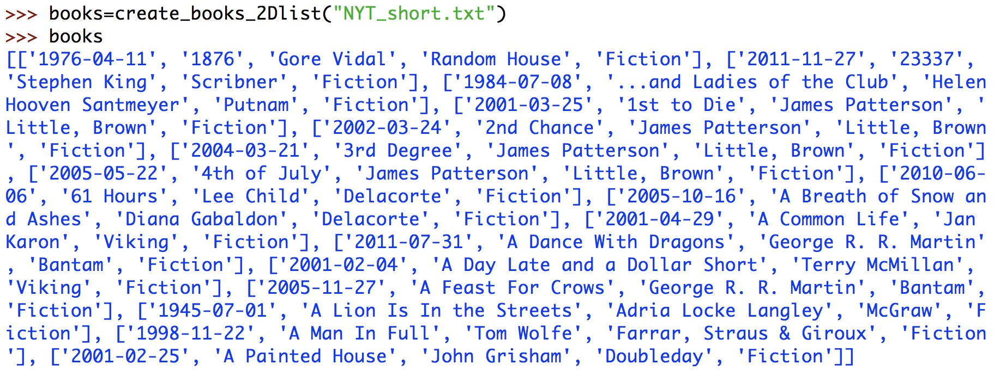 >>> books=create_books_2Dlist("NYT_short.txt")
>>> books
[['1976-04-11', '1876', 'Gore Vidal', 'Random House', 'Fiction'], ['2011-11-27', '23337',
'Stephen King', 'Scribner', 'Fiction'], ['1984-07-08', '...and Ladies of the Club', 'Helen
Hooven Santmeyer', 'Putnam', 'Fiction'], ['2001-03-25', '1st to Die', 'James Patterson', '
Little, Brown', 'Fiction'], ['2002-03-24', '2nd Chance', 'James Patterson', 'Little, Brown
', 'Fiction'], ['2004-03-21', '3rd Degree', 'James Patterson', 'Little, Brown', 'Fiction']
, ['2005-05-22', '4th of July', 'James Patterson', 'Little, Brown', 'Fiction'], ['2010-06-
06', '61 Hours', 'Lee Child', 'Delacorte', 'Fiction'], ['2005-10-16', 'A Breath of Snow an
d Ashes', 'Diana Gabaldon', 'Delacorte', 'Fiction'], ['2001-04-29', 'A Common Life', 'Jan
Karon', 'Viking', 'Fiction'], ['2011-07-31', 'A Dance With Dragons', 'George R. R. Martin'
, 'Bantam', 'Fiction'], ['2001-02-04', 'A Day Late and a Dollar Short', 'Terry McMillan',
'Viking', 'Fiction'], ['2005-11-27', 'A Feast For Crows', 'George R. R. Martin', 'Bantam',
'Fiction'], ['1945-07-01', 'A Lion Is In the Streets', 'Adria Locke Langley', 'McGraw', 'F
iction'], ['1998-11-22', 'A Man In Full', 'Tom Wolfe', 'Farrar, Straus & Giroux', 'Fiction
'], ['2001-02-25', 'A Painted House', 'John Grisham', 'Doubleday', 'Fiction']]